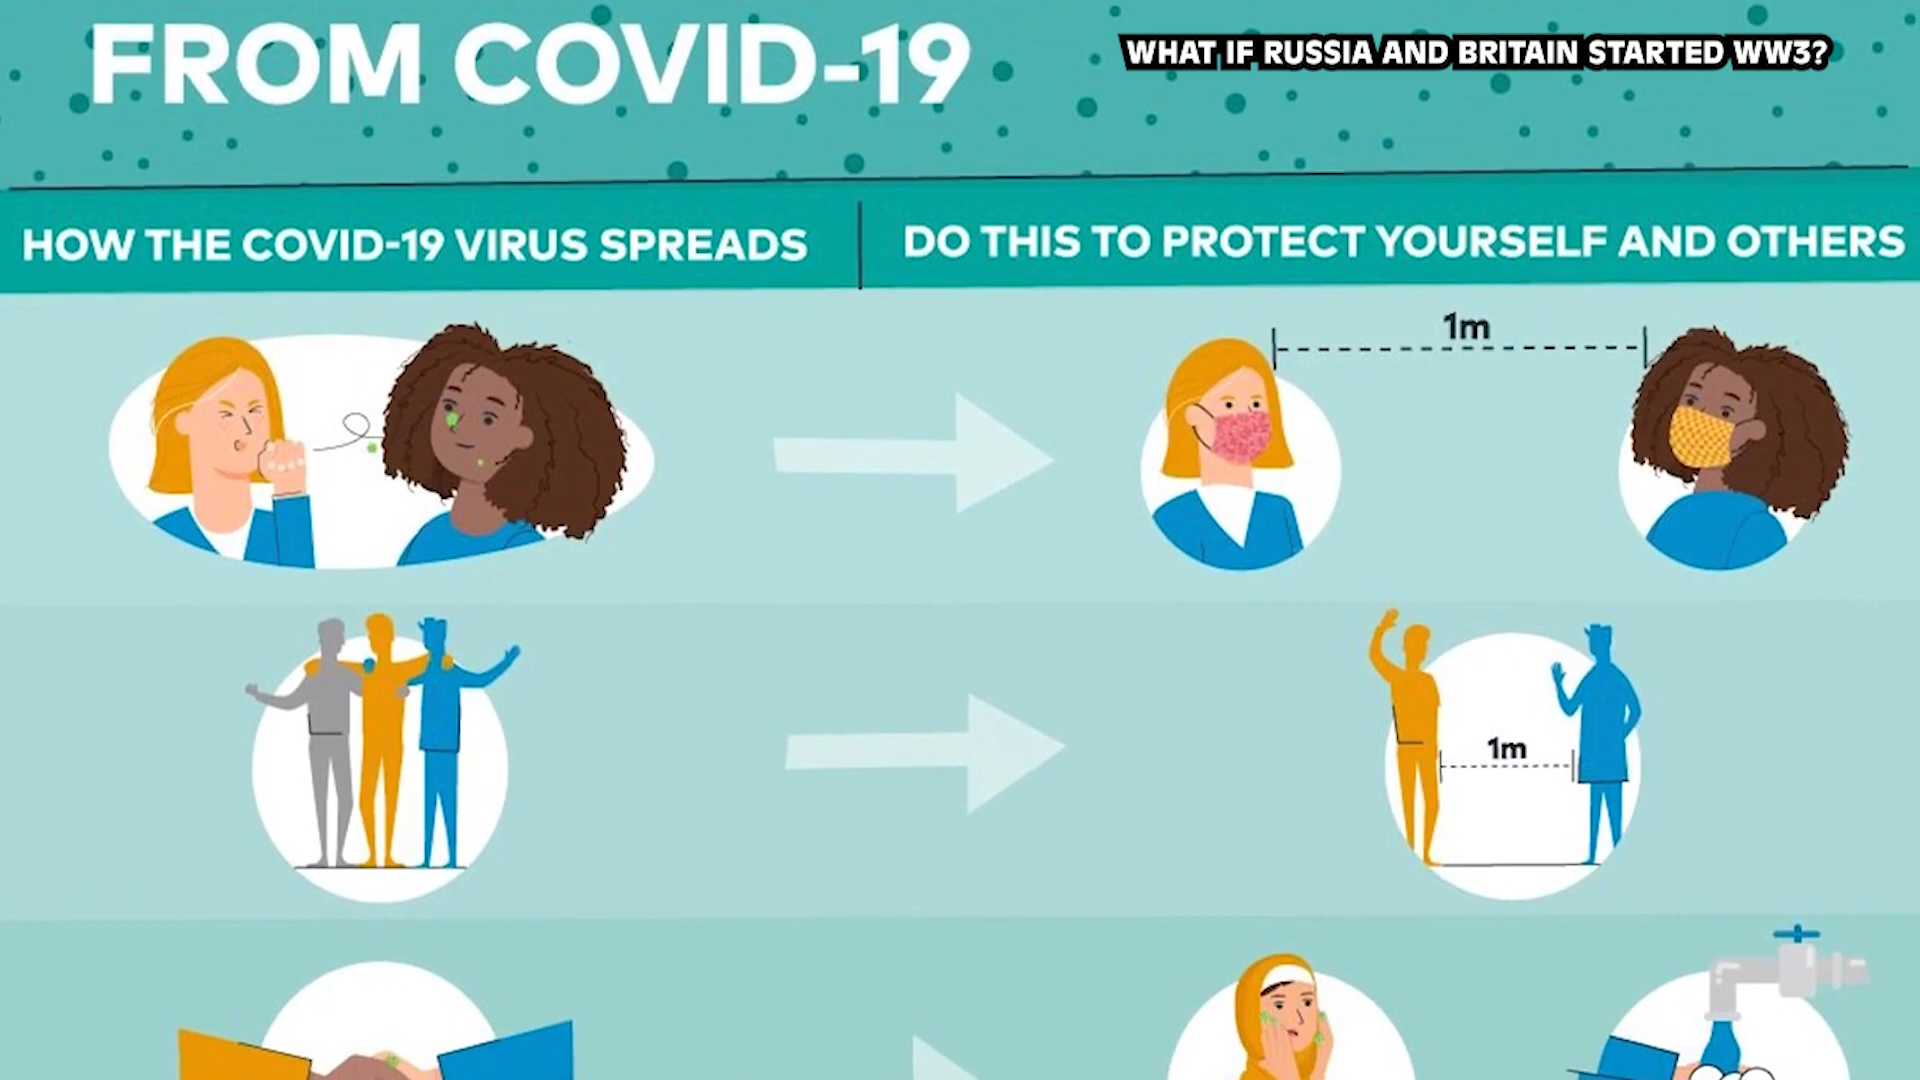 FROM COVID-19
WHAT IF RUSSIA AND BRITAIN STARTED WW3?
HOW THE COVID-19 VIRUS SPREADS
DO THIS TO PROTECT YOURSELF AND OTHERS
1m
1m